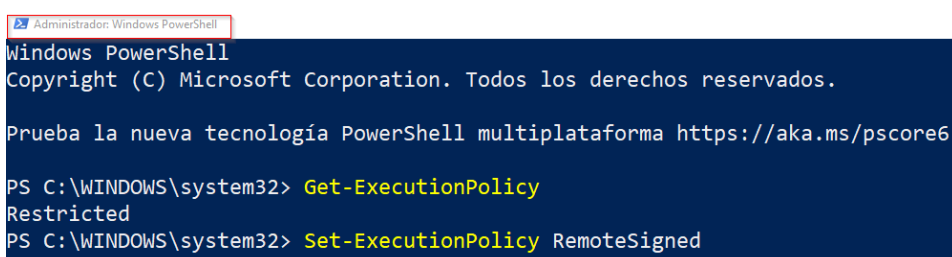 Administrador: Windows PowerShell
Windows PowerShell
Copyright (C) Microsoft Corporation. Todos los derechos reservados.
Prueba la nueva tecnología PowerShell multiplataforma https://aka.ms/pscore6
PS C:\WINDOWS\system32> Get-ExecutionPolicy
Restricted
PS C:\WINDOWS\system32> Set-ExecutionPolicy RemoteSigned